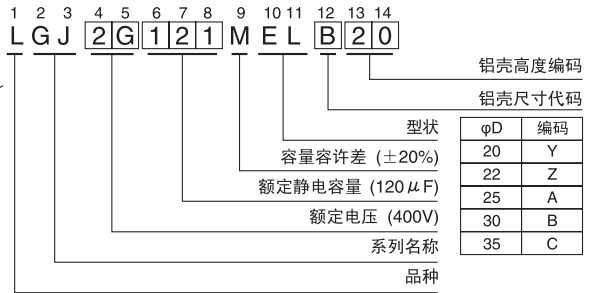 1 2 3 4 5 6 7 8 9 10 11 12 13 14
L G J 2 G 1 2 1 M E L B 2 0
铝壳高度编码
铝壳尺寸代码
型状
容量容许差 (±20%)
额定静电容量 (120μF)
额定电压 (400V)
系列名称
品种
φD 编码
20 Y
22 Z
25 A
30 B
35 C